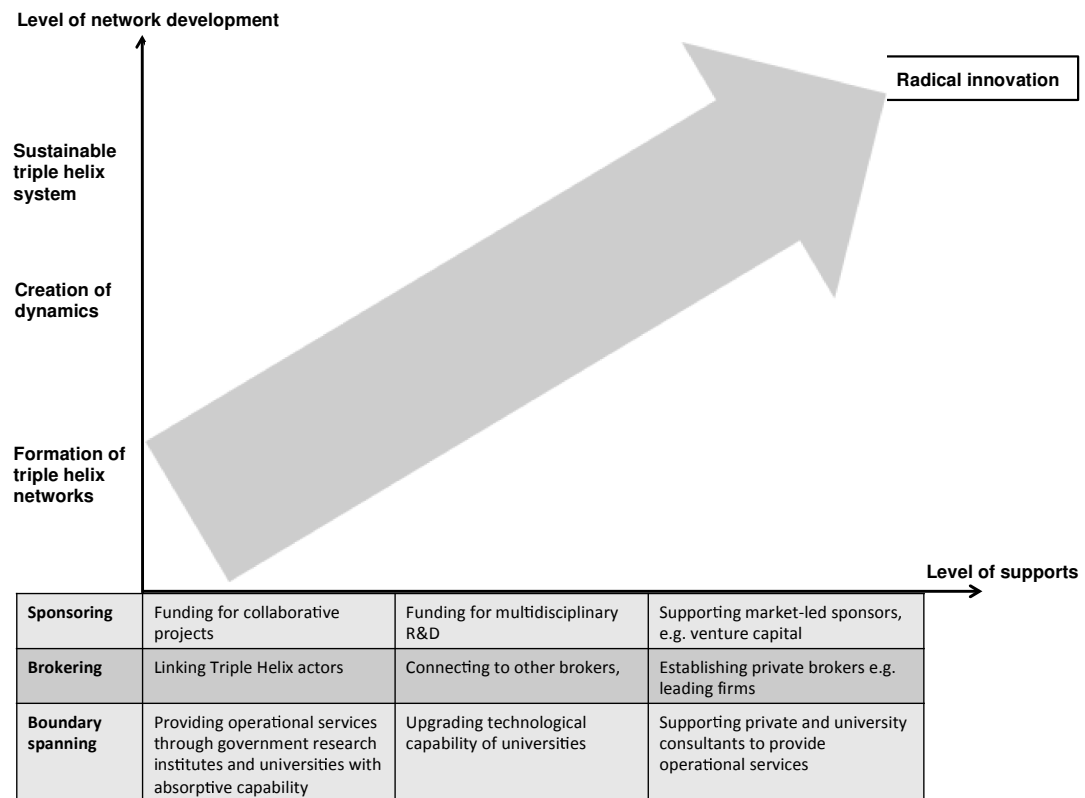 Level of network development
Radical innovation
Sustainable
triple helix
system
Creation of
dynamics
Formation of
triple helix
networks
Level of supports
Sponsoring
Funding for collaborative
projects
Funding for multidisciplinary
R&D
Supporting market-led sponsors,
e.g. venture capital
Brokering
Linking Triple Helix actors
Connecting to other brokers,
Establishing private brokers e.g.
leading firms
Boundary
spanning
Providing operational services
through government research
institutes and universities with
absorptive capability
Upgrading technological
capability of universities
Supporting private and university
consultants to provide
operational services